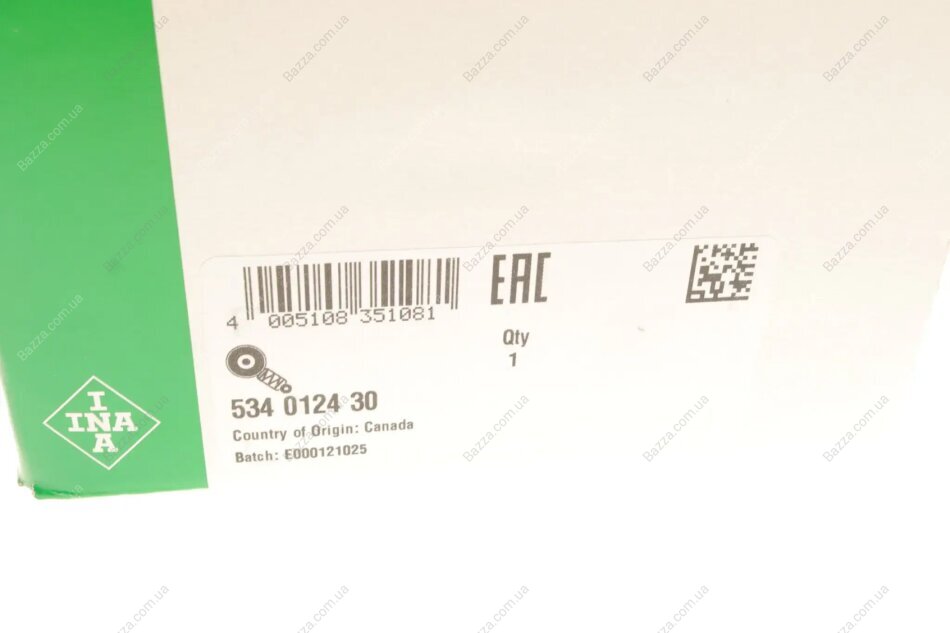 4 005108 351081
EAC
Qty
1
534 0124 30
Country of Origin: Canada
Batch: E000121025
I
INA
A
Bazza.com.ua